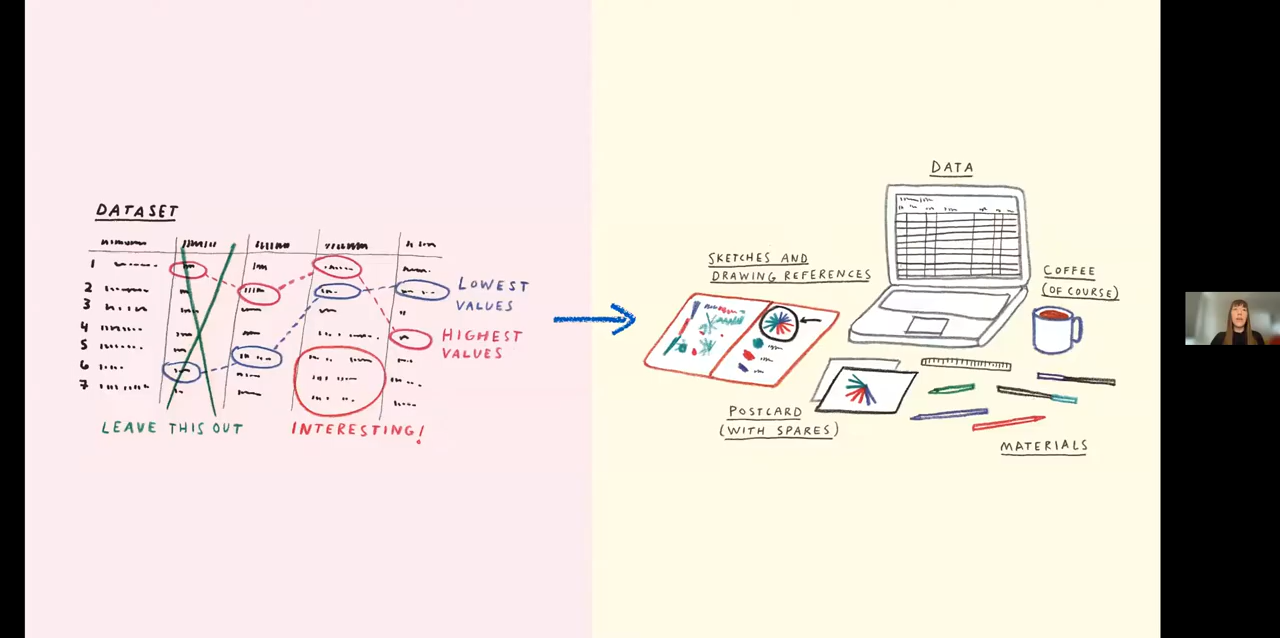 DATASET
1
2
3
4
5
6
7
LOWEST
VALUES
HIGHEST
VALUES
LEAVE THIS OUT
INTERESTING!
DATA
SKETCHES AND
DRAWING REFERENCES
COFFEE
(OF COURSE)
POSTCARD
(WITH SPARES)
MATERIALS